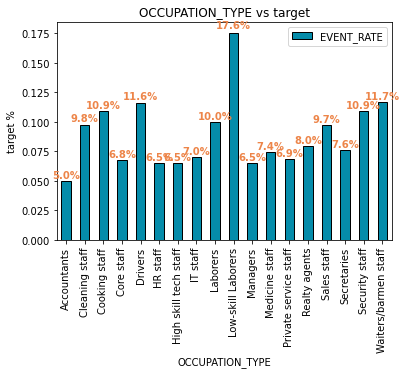 OCCUPATION_TYPE vs target
EVENT_RATE
target %
0.175
0.150
0.125
0.100
0.075
0.050
0.025
0.000
5.0%
9.8%
10.9%
6.8%
11.6%
6.5%
6.5%
7.0%
10.0%
17.6%
6.5%
7.4%
6.9%
8.0%
9.7%
7.6%
10.9%
11.7%
Accountants
Cleaning staff
Cooking staff
Core staff
Drivers
HR staff
High skill tech staff
IT staff
Laborers
Low-skill Laborers
Managers
Medicine staff
Private service staff
Realty agents
Sales staff
Secretaries
Security staff
Waiters/barmen staff
OCCUPATION_TYPE